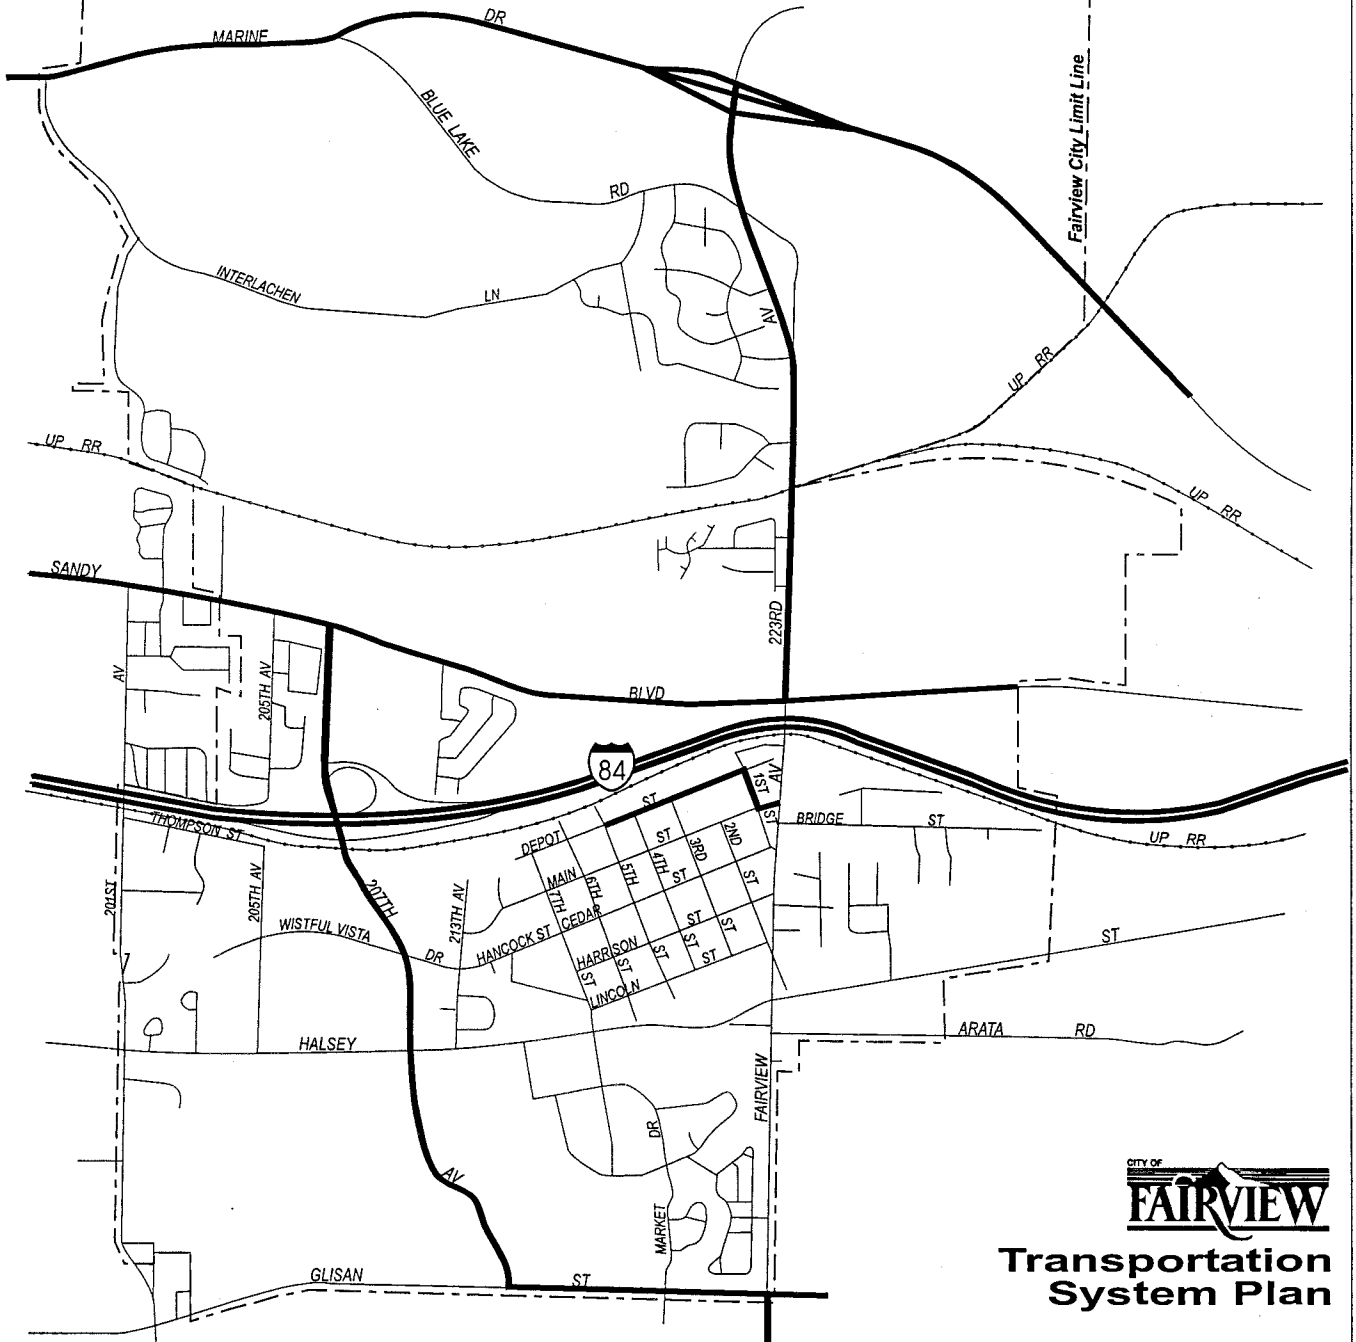 MARINE
DR
BLUE LAKE
RD
Fairview City Limit Line
INTERLACHEN
LN
AV
UP RR
UP RR
UP RR
SANDY
BLVD
223RD
AV
205TH AV
84
ST
1ST
AV
ST
THOMPSON ST
DEPOT
ST
2ND
BRIDGE ST
UP RR
MAIN
6TH
5TH
4TH
3RD
ST
ST
7TH
CEDAR
201ST
205TH AV
207TH
213TH AV
WISTFUL VISTA
DR
HANCOCK ST
HARRISON
ST
ST
ST
ST
ST
ST
ST
LINCOLN
ST
HALSEY
ARATA RD
FAIRVIEW
DR
AV
MARKET
GLISAN
ST
CITY OF
FAIRVIEW
Transportation
System Plan